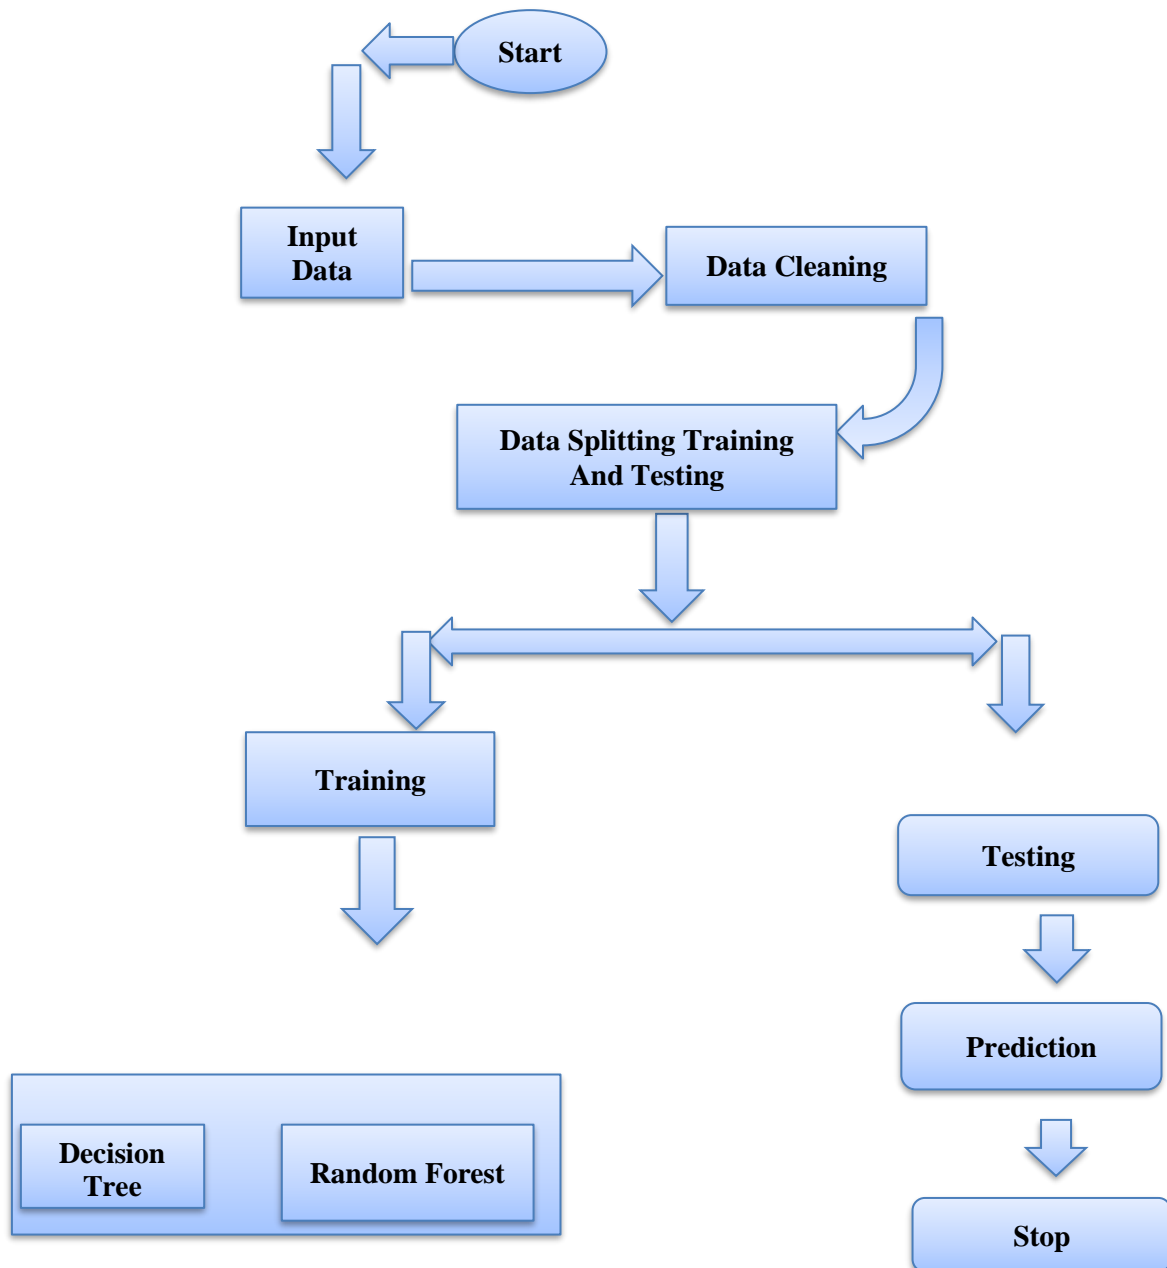 Start
Input
Data
Data Cleaning
Data Splitting Training
And Testing
Training
Testing
Prediction
Decision
Tree
Random Forest
Stop